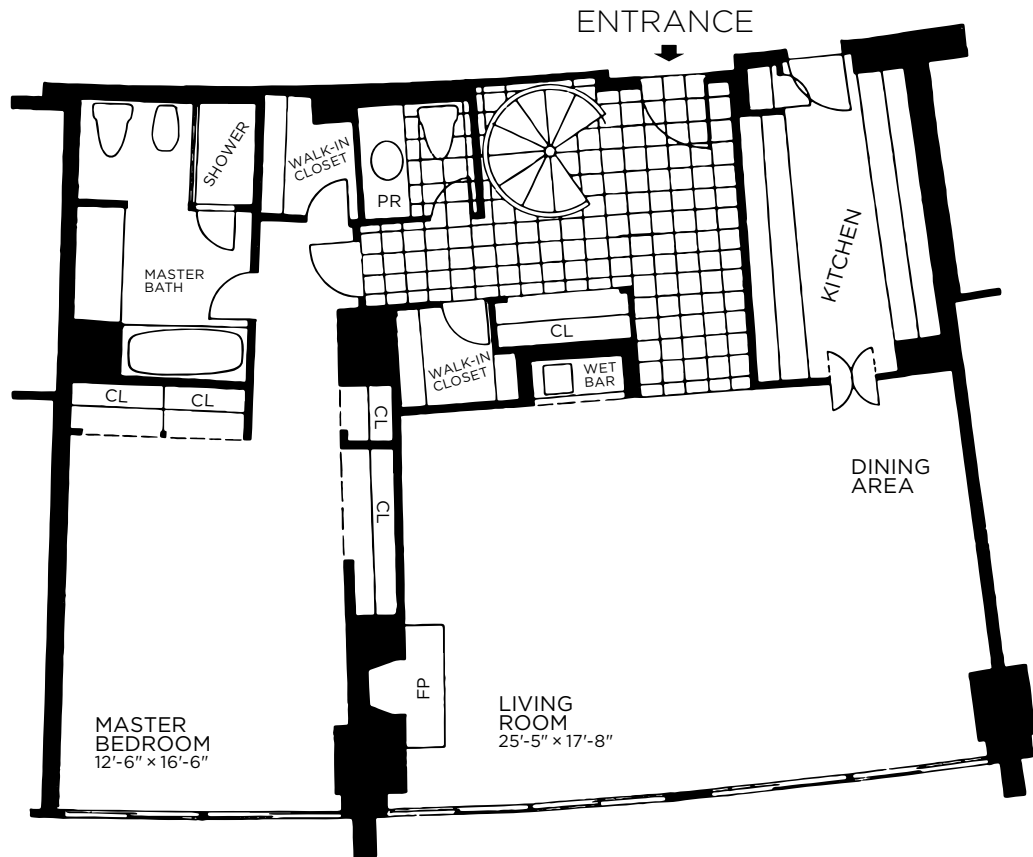 ENTRANCE
SHOWER
WALK-IN
CLOSET
PR
MASTER
BATH
KITCHEN
CL
WALK-IN
CLOSET
WET
BAR
CL
CL
CL
CL
DINING
AREA
FP
MASTER
BEDROOM
12'-6" × 16'-6"
LIVING
ROOM
25'-5" × 17'-8"